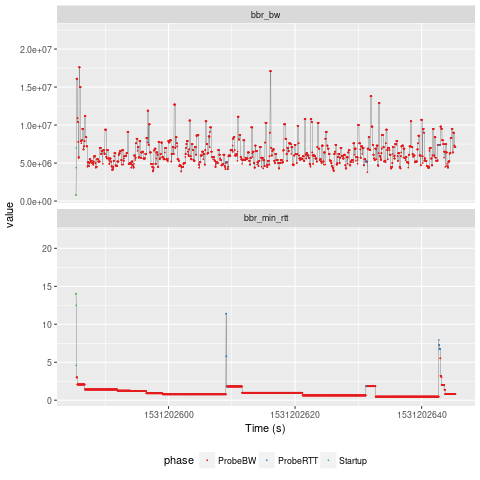 bbr_bw
2.0e+07
1.5e+07
1.0e+07
5.0e+06
0.0e+00
value
bbr_min_rtt
20
15
10
5
0
1531202600 1531202620 1531202640
Time (s)
phase ProbeBW ProbeRTT Startup